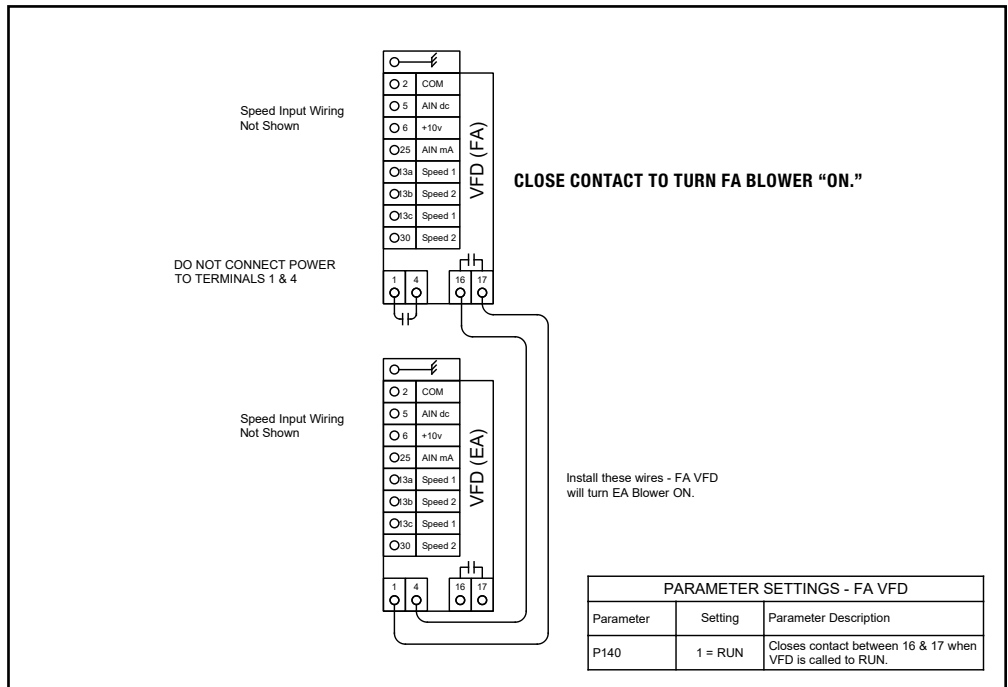 2 COM
5 AIN dc
6 +10v
25 AIN mA
13a Speed 1
13b Speed 2
13c Speed 1
30 Speed 2
VFD (FA)
Speed Input Wiring
Not Shown
CLOSE CONTACT TO TURN FA BLOWER “ON.”
DO NOT CONNECT POWER
TO TERMINALS 1 & 4
1 4 16 17
2 COM
5 AIN dc
6 +10v
25 AIN mA
13a Speed 1
13b Speed 2
13c Speed 1
30 Speed 2
VFD (EA)
Speed Input Wiring
Not Shown
Install these wires - FA VFD
will turn EA Blower ON.
1 4 16 17
PARAMETER SETTINGS - FA VFD
Parameter Setting Parameter Description
P140 1 = RUN Closes contact between 16 & 17 when
VFD is called to RUN.